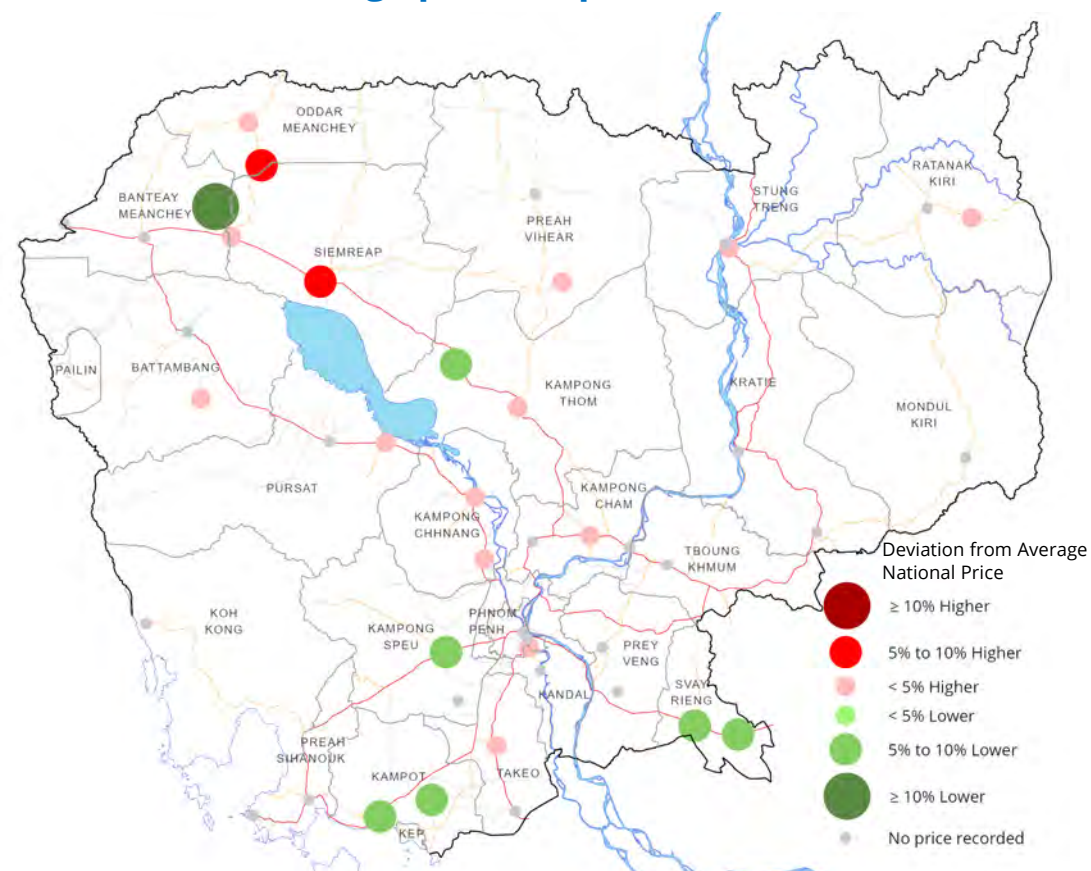 ODDAR
MEANCHEY
BANTEAY
MEANCHEY
SIEMREAP
PREAH
VIHEAR
STUNG
TRENG
RATANAK
KIRI
PAILIN
BATTAMBANG
KAMPONG
THOM
KRATIE
MONDUL
KIRI
PURSAT
KAMPONG
CHHNANG
KAMPONG
CHAM
TBOUNG
KHMUM
KOH
KONG
KAMPONG
SPEU
PHNOM
PENH
PREY
VENG
SVAY
RIENG
KANDAL
PREAH
SIHANOUK
KAMPOT
TAKEO
KEP
Deviation from Average
National Price
≥ 10% Higher
5% to 10% Higher
< 5% Higher
< 5% Lower
5% to 10% Lower
≥ 10% Lower
No price recorded